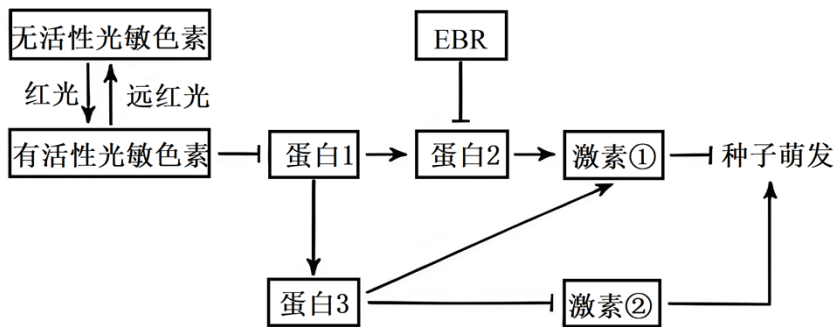 无活性光敏色素
EBR
红光
远红光
有活性光敏色素
蛋白1
蛋白2
激素①
种子萌发
蛋白3
激素②